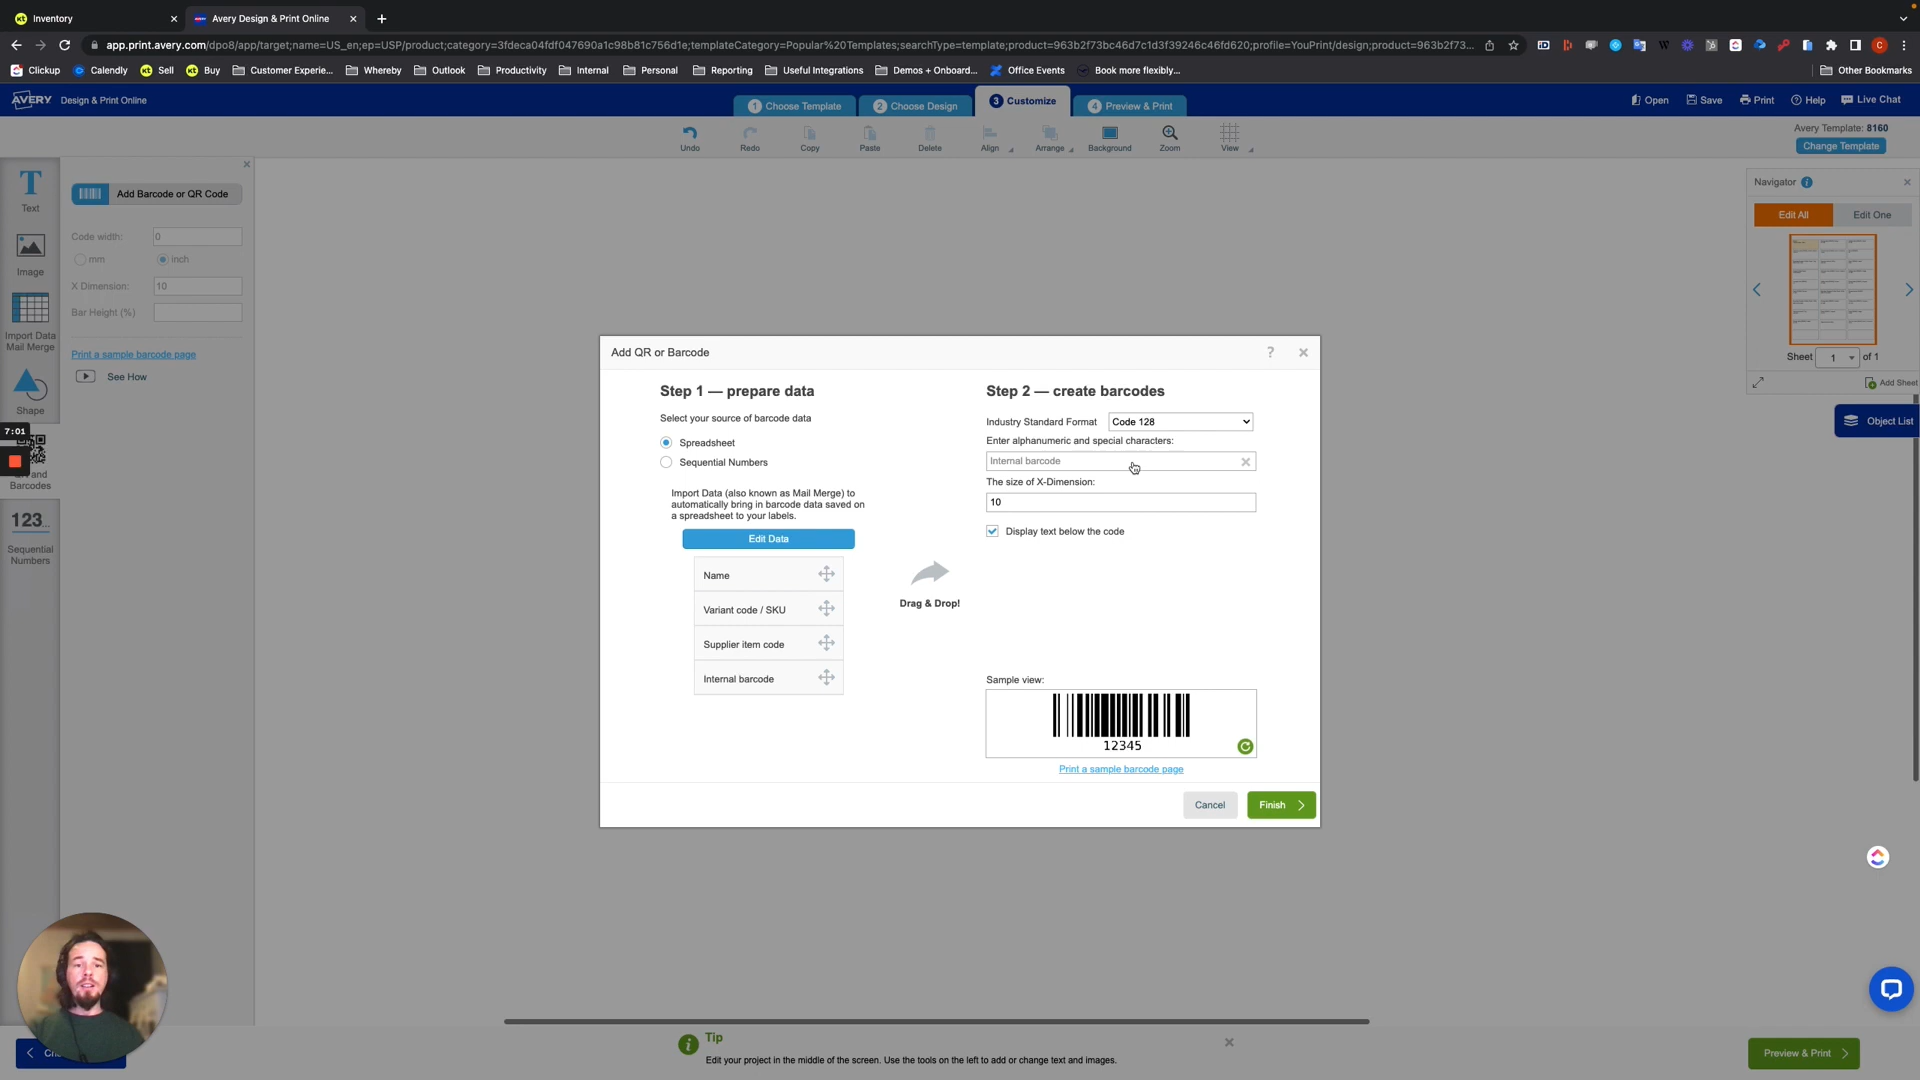 Inventory
Avery Design & Print Online
app.print.avery.com/dpo8/app/target;name=US_en;ep=USP/product;category=3fdeca04fdf047690a1c98b81c756d1e;templateCategory=Popular%20Templates;searchType=template;product=963b2f73bc46d7c1d3f39246c46fd620;profile=YouPrint/design;product=963b2f73...
Clickup
Calendly
Sell
Buy
Customer Experie...
Whereby
Outlook
Productivity
Internal
Personal
Reporting
Useful Integrations
Demos + Onboard...
Office Events
Book more flexibly...
Other Bookmarks
AVERY Design & Print Online
1 Choose Template
2 Choose Design
3 Customize
4 Preview & Print
Open
Save
Print
Help
Live Chat
Undo
Redo
Copy
Paste
Delete
Align
Arrange
Background
Zoom
View
Avery Template: 8160
Change Template
Text
Image
Import Data
Mail Merge
Shape
7:01
Barcodes
123...
Sequential
Numbers
Add Barcode or QR Code
Code width: 0
mm
inch
X Dimension: 10
Bar Height (%)
Print a sample barcode page
See How
Navigator
Edit All
Edit One
Sheet 1 of 1
Add Sheet
Object List
Add QR or Barcode
Step 1 — prepare data
Select your source of barcode data
Spreadsheet
Sequential Numbers
Import Data (also known as Mail Merge) to
automatically bring in barcode data saved on
a spreadsheet to your labels.
Edit Data
Name
Variant code / SKU
Supplier item code
Internal barcode
Drag & Drop!
Step 2 — create barcodes
Industry Standard Format Code 128
Enter alphanumeric and special characters:
Internal barcode
The size of X-Dimension:
10
Display text below the code
Sample view:
12345
Print a sample barcode page
Cancel
Finish
Tip
Edit your project in the middle of the screen. Use the tools on the left to add or change text and images.
Preview & Print